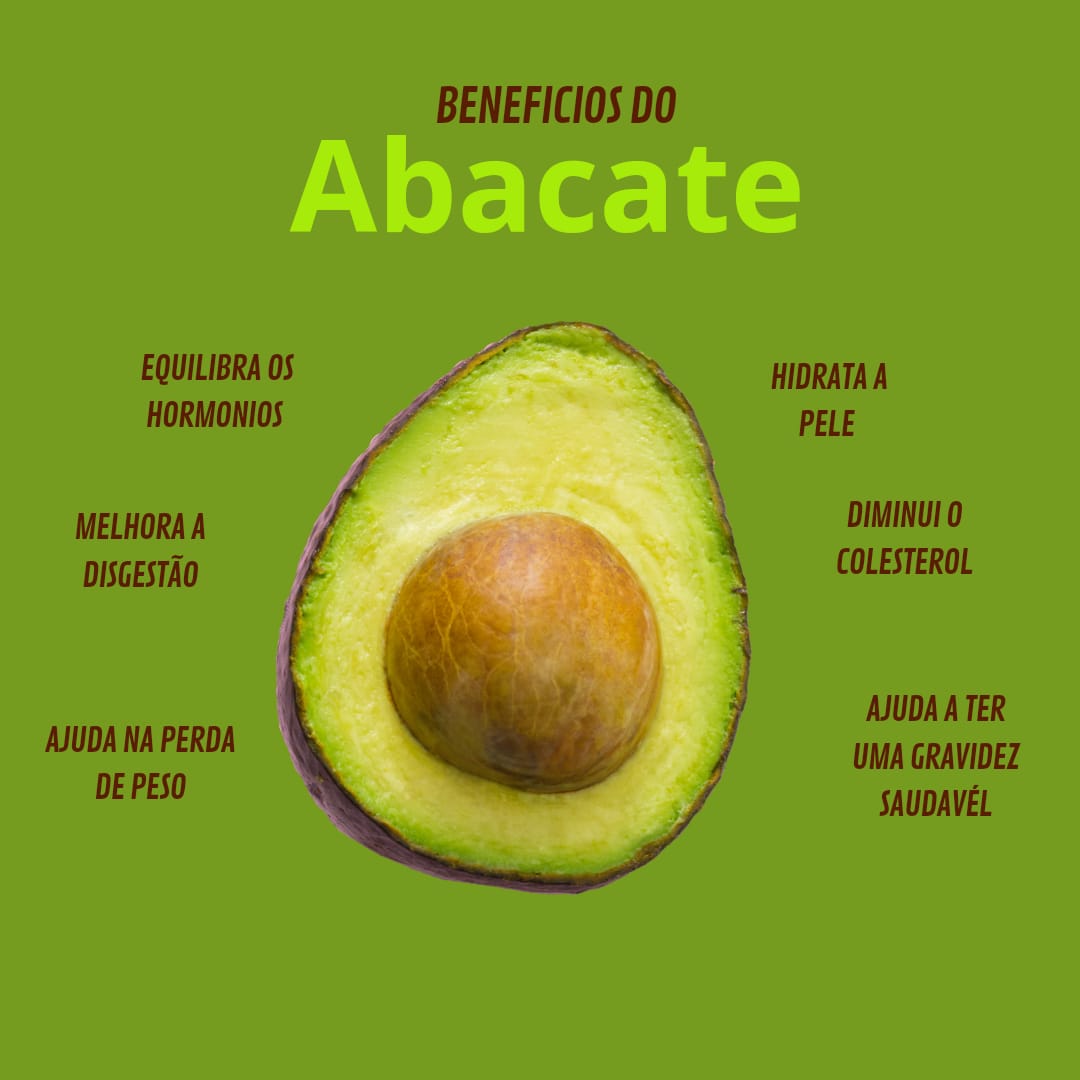 BENEFICIOS DO
Abacate
EQUILIBRA OS
HORMONIOS
MELHORA A
DISGESTÃO
AJUDA NA PERDA
DE PESO
HIDRATA A
PELE
DIMINUI O
COLESTEROL
AJUDA A TER
UMA GRAVIDEZ
SAUDAVÉL